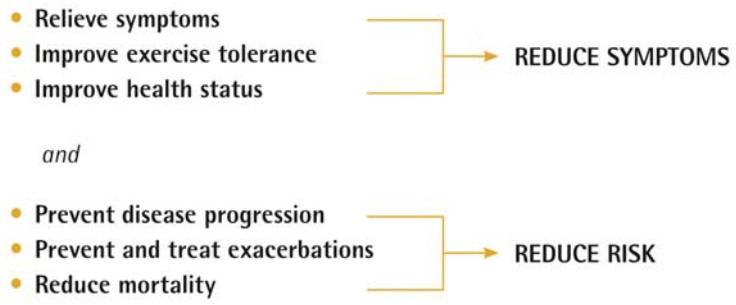 • Relieve symptoms
• Improve exercise tolerance
• Improve health status
REDUCE SYMPTOMS
and
• Prevent disease progression
• Prevent and treat exacerbations
• Reduce mortality
REDUCE RISK